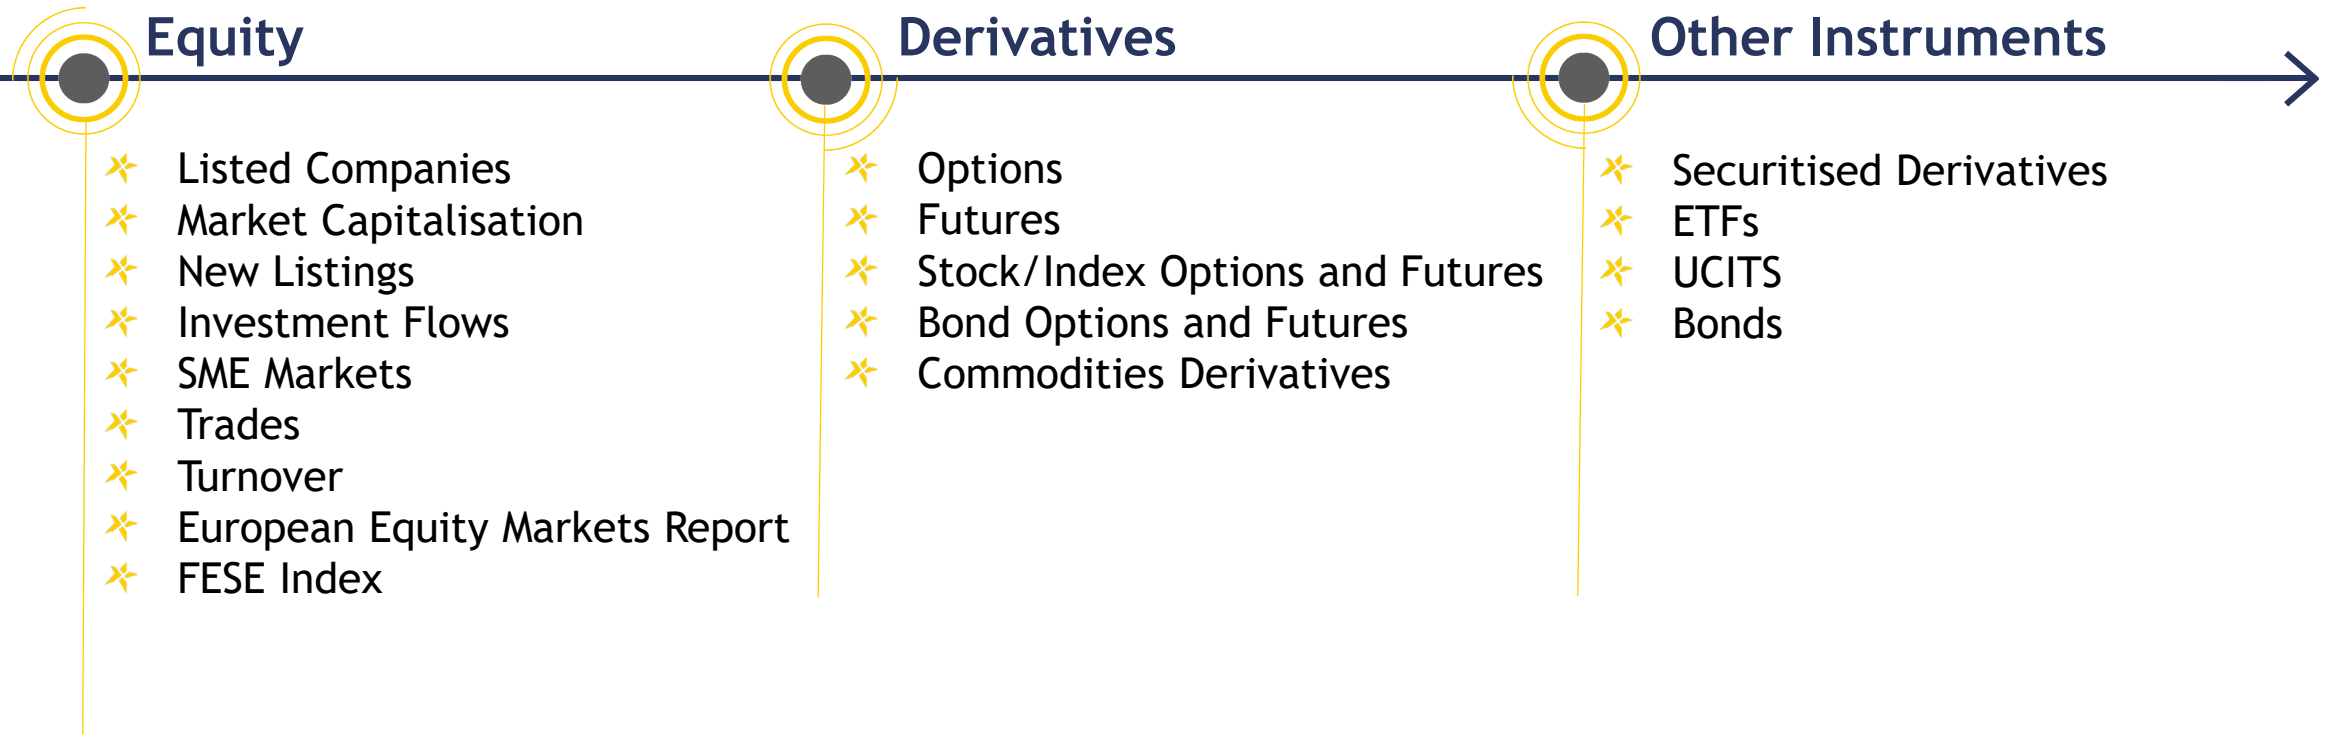 Equity
Listed Companies
Market Capitalisation
New Listings
Investment Flows
SME Markets
Trades
Turnover
European Equity Markets Report
FESE Index
Derivatives
Options
Futures
Stock/Index Options and Futures
Bond Options and Futures
Commodities Derivatives
Other Instruments
Securitised Derivatives
ETFs
UCITS
Bonds